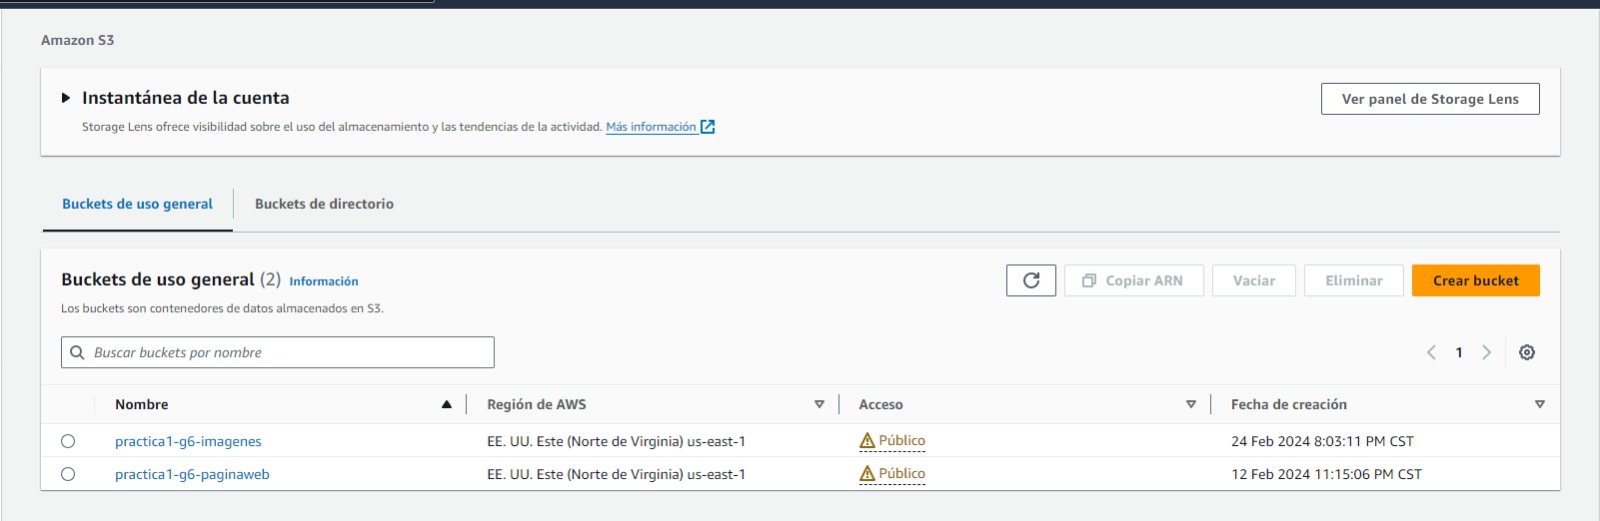 Amazon S3
Instantánea de la cuenta
Ver panel de Storage Lens
Storage Lens ofrece visibilidad sobre el uso del almacenamiento y las tendencias de la actividad. Más información
Buckets de uso general Buckets de directorio
Buckets de uso general (2) Información
Copiar ARN Vaciar Eliminar Crear bucket
Los buckets son contenedores de datos almacenados en S3.
Buscar buckets por nombre
1
Nombre Región de AWS Acceso Fecha de creación
practica1-g6-imagenes EE. UU. Este (Norte de Virginia) us-east-1 Público 24 Feb 2024 8:03:11 PM CST
practica1-g6-paginaweb EE. UU. Este (Norte de Virginia) us-east-1 Público 12 Feb 2024 11:15:06 PM CST